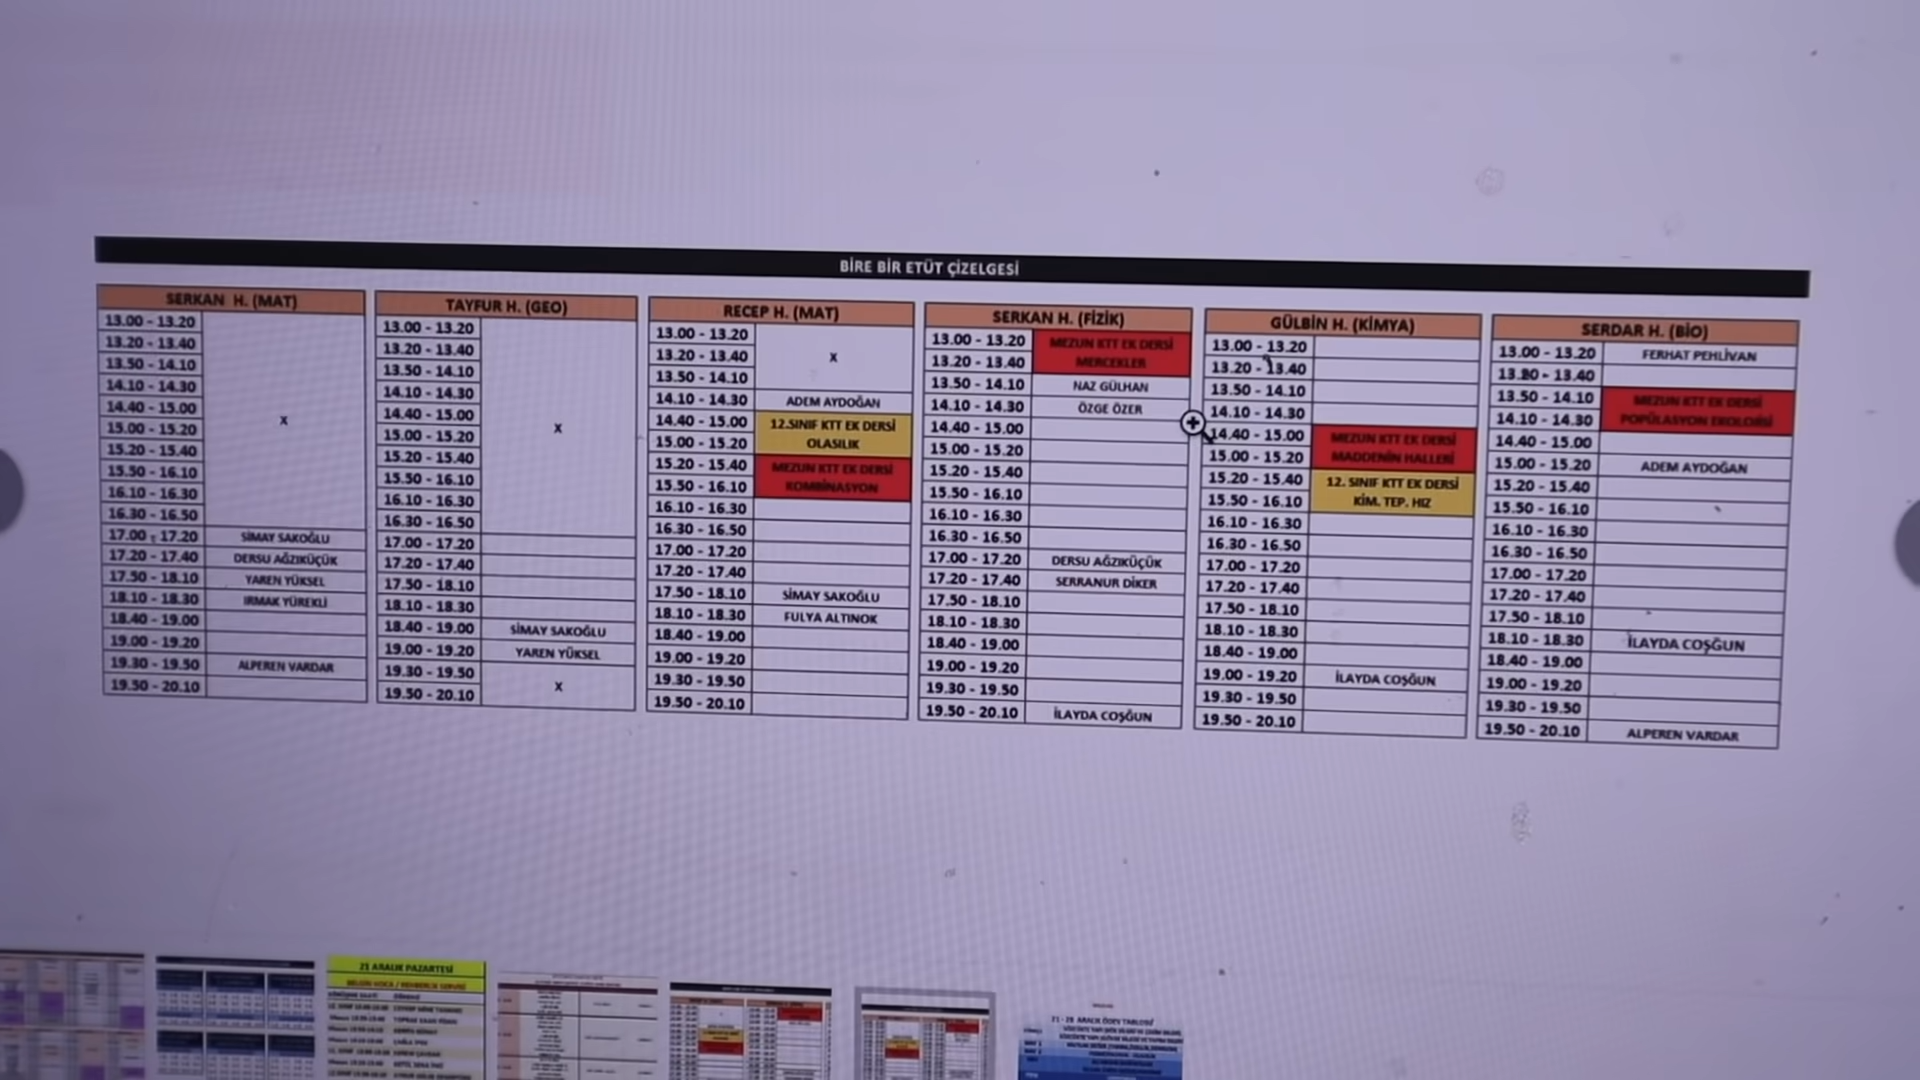 BİRE BİR ETÜT ÇİZELGESİ
SERKAN H. (MAT)
13.00 - 13.20
13.20 - 13.40
13.50 - 14.10
14.10 - 14.30
14.40 - 15.00
15.00 - 15.20
15.20 - 15.40
15.50 - 16.10
16.10 - 16.30
16.30 - 16.50
X
17.00 - 17.20 SİMAY SAKOĞLU
17.20 - 17.40 DERSU AĞZIKÜÇÜK
17.50 - 18.10 YAREN YÜKSEL
18.10 - 18.30 IRMAK YÜREKLİ
18.40 - 19.00
19.00 - 19.20
19.30 - 19.50 ALPEREN VARDAR
19.50 - 20.10
TAYFUR H. (GEO)
13.00 - 13.20
13.20 - 13.40
13.50 - 14.10
14.10 - 14.30
14.40 - 15.00
15.00 - 15.20
15.20 - 15.40
15.50 - 16.10
16.10 - 16.30
16.30 - 16.50
X
17.00 - 17.20
17.20 - 17.40
17.50 - 18.10
18.10 - 18.30
18.40 - 19.00 SİMAY SAKOĞLU
19.00 - 19.20 YAREN YÜKSEL
19.30 - 19.50
19.50 - 20.10
X
RECEP H. (MAT)
13.00 - 13.20
13.20 - 13.40
13.50 - 14.10
X
14.10 - 14.30 ADEM AYDOĞAN
14.40 - 15.00 12.SINIF KTT EK DERSİ
15.00 - 15.20 OLASILIK
15.20 - 15.40 MEZUN KTT EK DERSİ
15.50 - 16.10 KOMBİNASYON
16.10 - 16.30
16.30 - 16.50
17.00 - 17.20
17.20 - 17.40
17.50 - 18.10 SİMAY SAKOĞLU
18.10 - 18.30 FULYA ALTINOK
18.40 - 19.00
19.00 - 19.20
19.30 - 19.50
19.50 - 20.10
SERKAN H. (FİZİK)
13.00 - 13.20 MEZUN KTT EK DERSİ
13.20 - 13.40 MERCEKLER
13.50 - 14.10 NAZ GÜLHAN
14.10 - 14.30 ÖZGE ÖZER
14.40 - 15.00
15.00 - 15.20
15.20 - 15.40
15.50 - 16.10
16.10 - 16.30
16.30 - 16.50
17.00 - 17.20 DERSU AĞZIKÜÇÜK
17.20 - 17.40 SERRANUR DİKER
17.50 - 18.10
18.10 - 18.30
18.40 - 19.00
19.00 - 19.20
19.30 - 19.50
19.50 - 20.10 İLAYDA COŞĞUN
GÜLBİN H. (KİMYA)
13.00 - 13.20
13.20 - 13.40
13.50 - 14.10
14.10 - 14.30
14.40 - 15.00 MEZUN KTT EK DERSİ
15.00 - 15.20 MADDENİN HALLERİ
15.20 - 15.40 12. SINIF KTT EK DERSİ
15.50 - 16.10 KİM. TEP. HIZ
16.10 - 16.30
16.30 - 16.50
17.00 - 17.20
17.20 - 17.40
17.50 - 18.10
18.10 - 18.30
18.40 - 19.00
19.00 - 19.20 İLAYDA COŞĞUN
19.30 - 19.50
19.50 - 20.10
SERDAR H. (BİO)
13.00 - 13.20 FERHAT PEHLİVAN
13.20 - 13.40
13.50 - 14.10 MEZUN KTT EK DERSİ
14.10 - 14.30 POPÜLASYON EKOLOJİSİ
14.40 - 15.00
15.00 - 15.20 ADEM AYDOĞAN
15.20 - 15.40
15.50 - 16.10
16.10 - 16.30
16.30 - 16.50
17.00 - 17.20
17.20 - 17.40
17.50 - 18.10
18.10 - 18.30 İLAYDA COŞĞUN
18.40 - 19.00
19.00 - 19.20
19.30 - 19.50
19.50 - 20.10 ALPEREN VARDAR
21 ARALIK PAZARTESİ
21 - 28 ARALIK ÖDEV TABLOSU